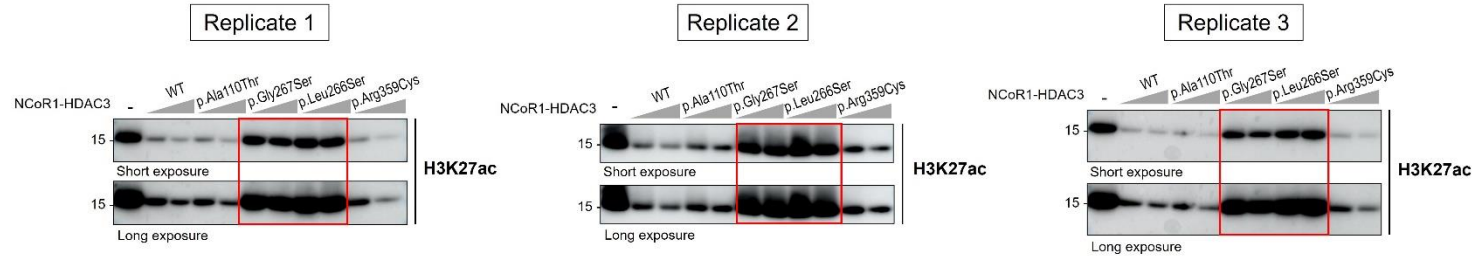 Replicate 1
NCoR1-HDAC3
-
WT
p.Ala110Thr
p.Gly267Ser
p.Leu266Ser
p.Arg359Cys
15
Short exposure
15
Long exposure
H3K27ac
Replicate 2
NCoR1-HDAC3
-
WT
p.Ala110Thr
p.Gly267Ser
p.Leu266Ser
p.Arg359Cys
15
Short exposure
15
Long exposure
H3K27ac
Replicate 3
NCoR1-HDAC3
-
WT
p.Ala110Thr
p.Gly267Ser
p.Leu266Ser
p.Arg359Cys
15
Short exposure
15
Long exposure
H3K27ac